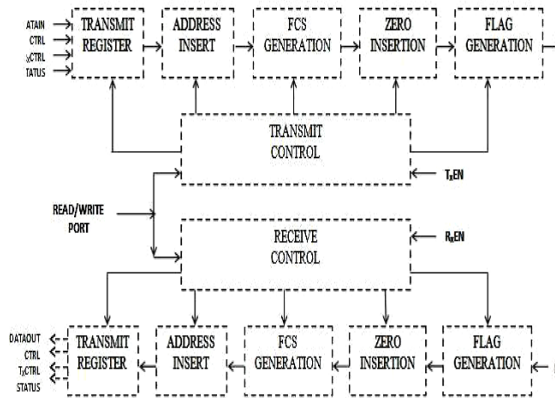 TRANSMIT REGISTER
ADDRESS INSERT
FCS GENERATION
ZERO INSERTION
FLAG GENERATION
ATAIN
CTRL
XCTRL
TATUS
TRANSMIT CONTROL
TXEN
READ/WRITE PORT
RECEIVE CONTROL
RXEN
DATAOUT
CTRL
TXCTRL
STATUS
TRANSMIT REGISTER
ADDRESS INSERT
FCS GENERATION
ZERO INSERTION
FLAG GENERATION